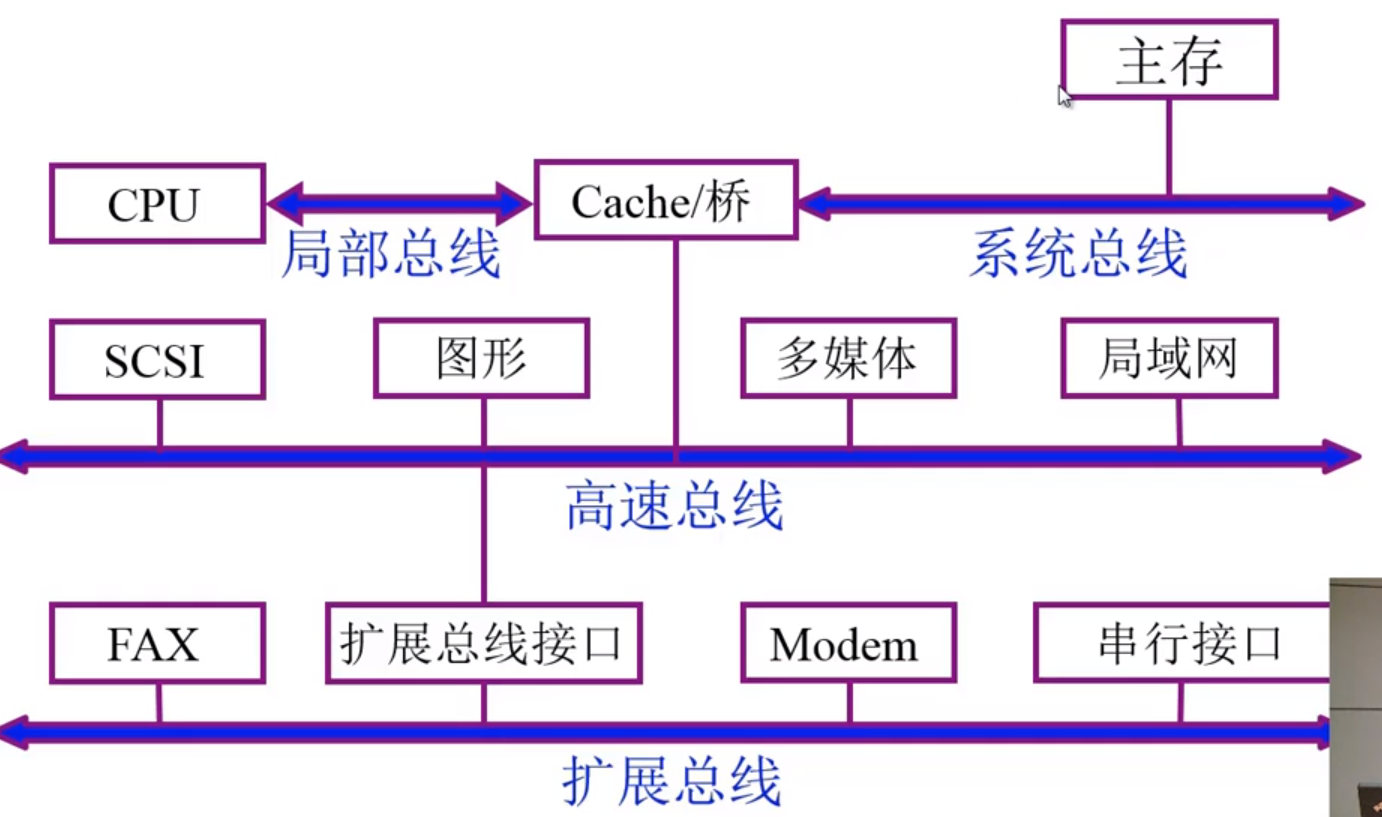 主存
CPU
Cache/桥
局部总线
系统总线
SCSI
图形
多媒体
局域网
高速总线
FAX
扩展总线接口
Modem
串行接口
扩展总线